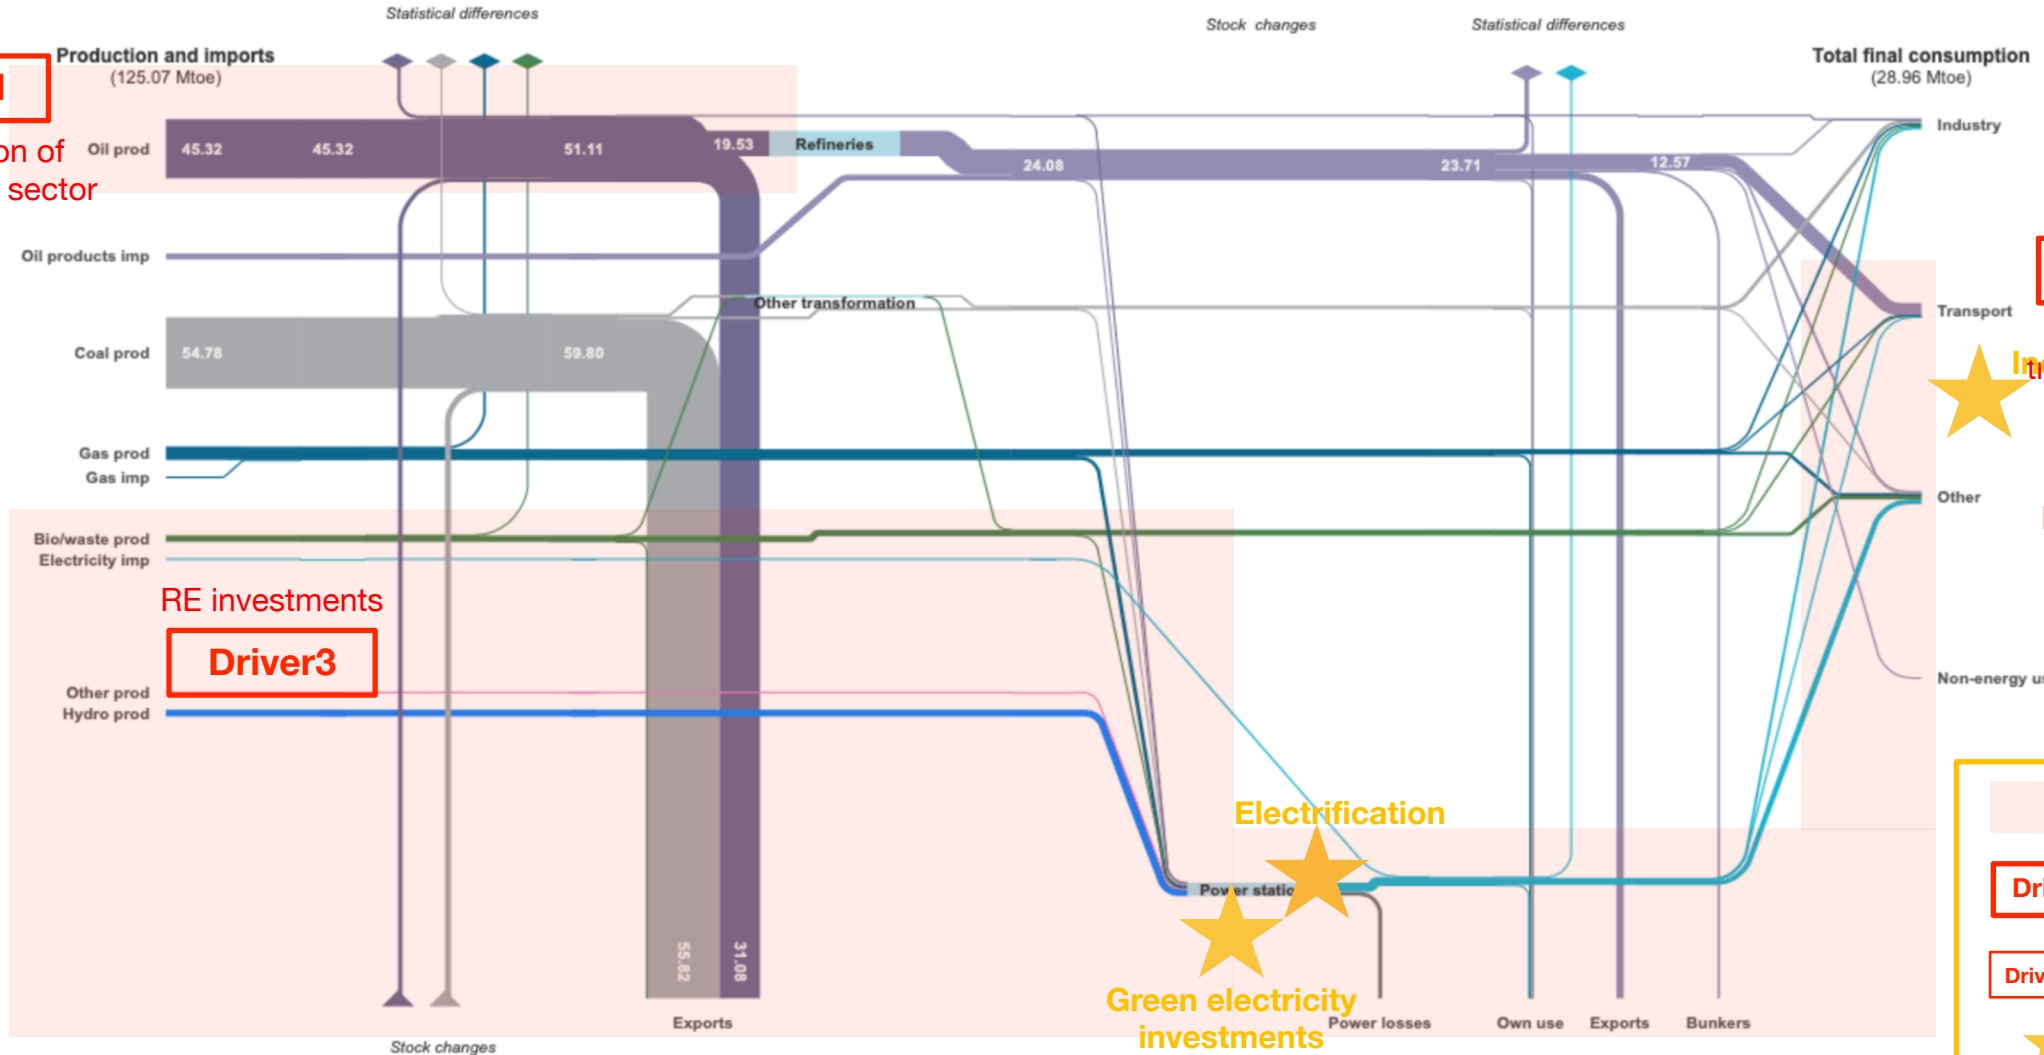 Statistical differences
Stock changes
Statistical differences
Production and imports
(125.07 Mtoe)
Total final consumption
(28.96 Mtoe)
on of
sector
Oil prod
45.32
45.32
51.11
19.53
Refineries
24.08
23.71
12.57
Industry
Oil products imp
Other transformation
Transport
Coal prod
54.78
59.80
Gas prod
Gas imp
Other
Bio/waste prod
Electricity imp
RE investments
Driver3
Other prod
Hydro prod
Non-energy us
Electrification
Power static
Dri
55.82
31.08
Driv
Green electricity
investments
Exports
Power losses
Own use
Exports
Bunkers
Stock changes